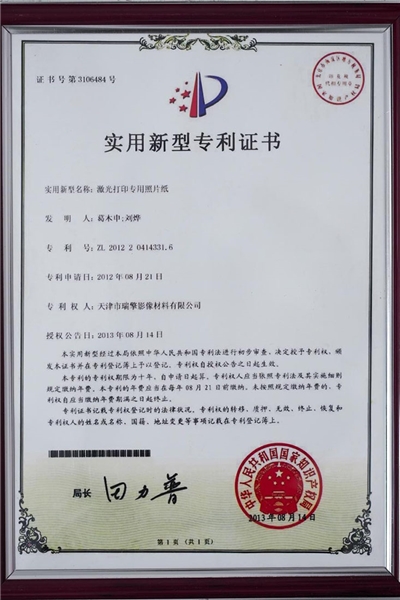 证书号第3106484号
实用新型专利证书
实用新型名称：激光打印专用照片纸
发 明 人：葛木申;刘烨
专 利 号：ZL 2012 2 0414331.6
专利申请日：2012年08月21日
专 利 权 人：天津市瑞擎影像材料有限公司
授权公告日：2013年08月14日
本实用新型经过本局依照中华人民共和国专利法进行初步审查，决定授予专利权，颁
发本证书并在专利登记簿上予以登记。专利权自授权公告之日起生效。
本专利的专利权期限为十年，自申请日起算。专利权人应当依照专利法及其实施细则
规定缴纳年费。本专利的年费应当在每年08月21日前缴纳。未按照规定缴纳年费的，专
利权自应当缴纳年费期满之日起终止。
专利证书记载专利权登记时的法律状况。专利权的转移、质押、无效、终止、恢复和
专利权人的姓名或名称、国籍、地址变更等事项记载在专利登记簿上。
局长 田力普
中华人民共和国国家知识产权局
2013年08月14日
第1页（共1页）